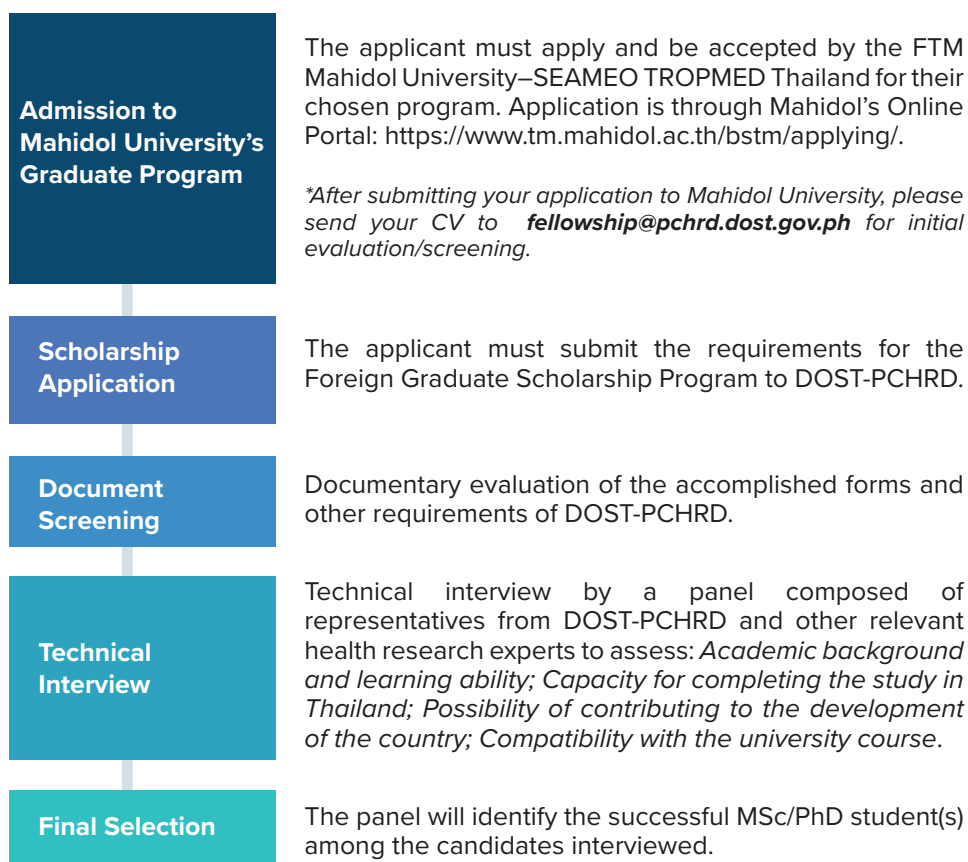 Admission to
Mahidol University's
Graduate Program
The applicant must apply and be accepted by the FTM
Mahidol University–SEAMEO TROPMED Thailand for their
chosen program. Application is through Mahidol's Online
Portal: https://www.tm.mahidol.ac.th/bstm/applying/.
*After submitting your application to Mahidol University, please
send your CV to fellowship@pchrd.dost.gov.ph for initial
evaluation/screening.
Scholarship
Application
The applicant must submit the requirements for the
Foreign Graduate Scholarship Program to DOST-PCHRD.
Document
Screening
Documentary evaluation of the accomplished forms and
other requirements of DOST-PCHRD.
Technical
Interview
Technical interview by a panel composed of
representatives from DOST-PCHRD and other relevant
health research experts to assess: Academic background
and learning ability; Capacity for completing the study in
Thailand; Possibility of contributing to the development
of the country; Compatibility with the university course.
Final Selection
The panel will identify the successful MSc/PhD student(s)
among the candidates interviewed.